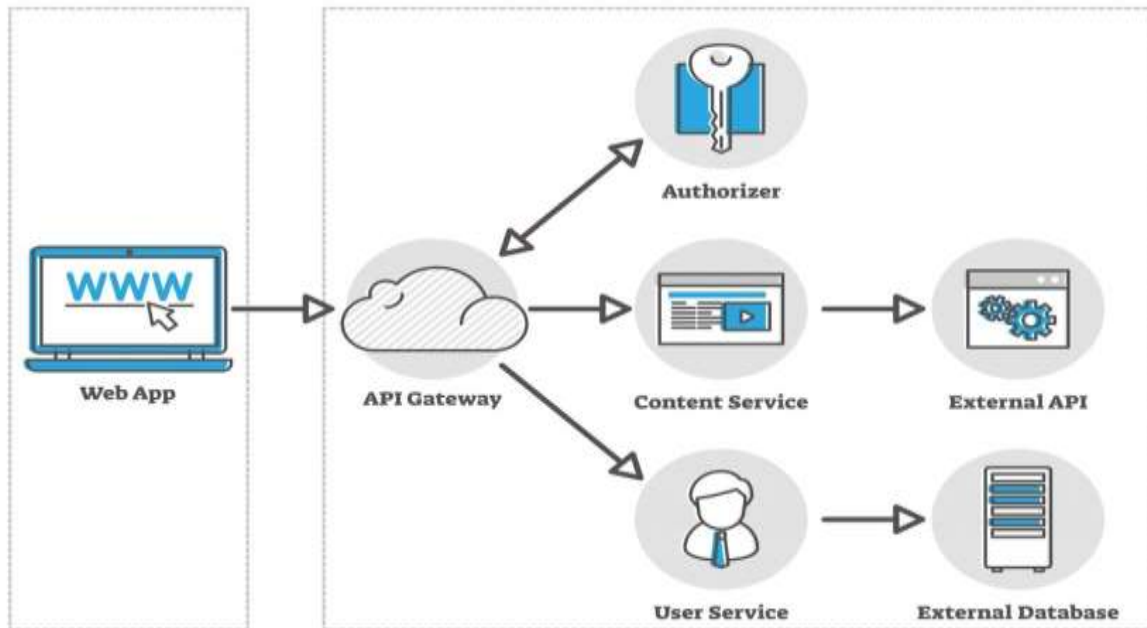 Authorizer
WWW
Web App
API Gateway
Content Service
External API
User Service
External Database